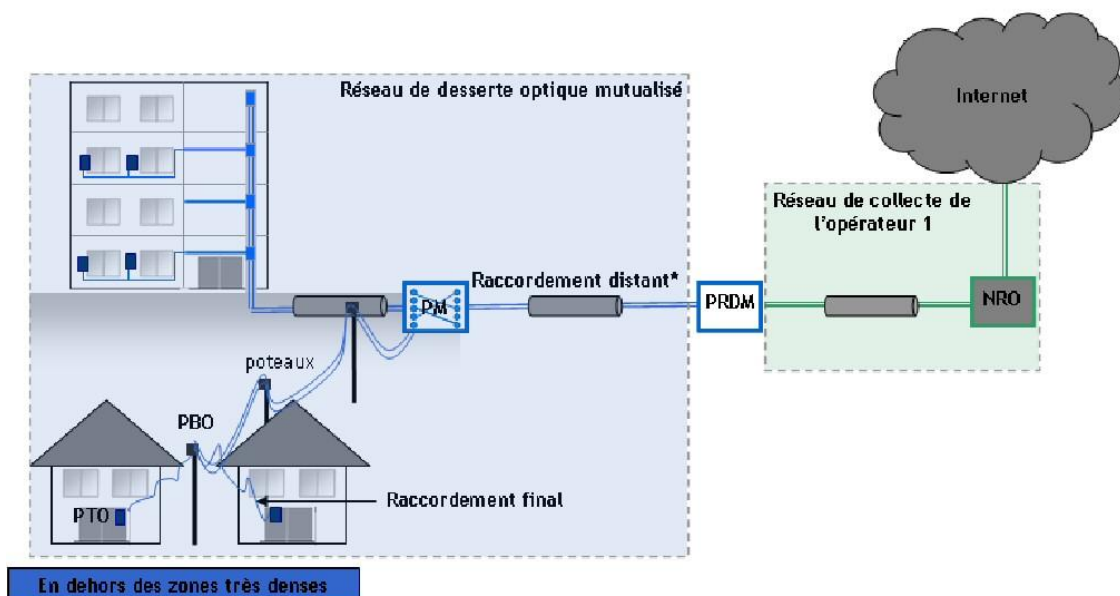 Réseau de desserte optique mutualisé
Internet
Réseau de collecte de
l'opérateur 1
Raccordement distant*
PM
PRDM
NRO
poteaux
PBO
PTO
Raccordement final
En dehors des zones très denses